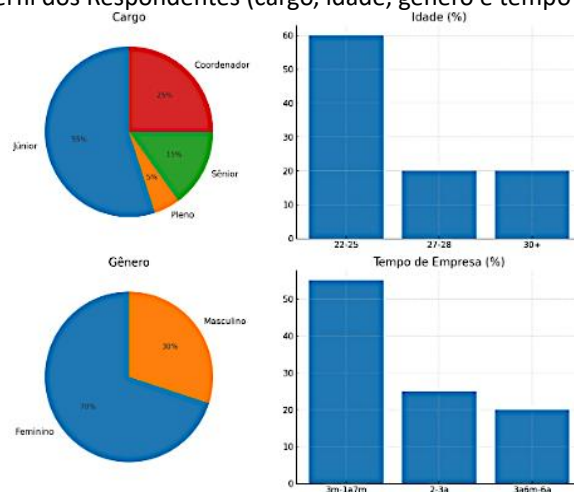 erfil dos Respondentes (cargo, idade, gênero e tempo
Cargo
Coordenador
25%
Júnior
55%
15%
Sênior
5%
Pleno
Idade (%)
60
50
40
30
20
10
0
22-25
27-28
30+
Gênero
Masculino
30%
70%
Feminino
Tempo de Empresa (%)
50
40
30
20
10
0
3m-1a7m
2-3a
3a6m-6a